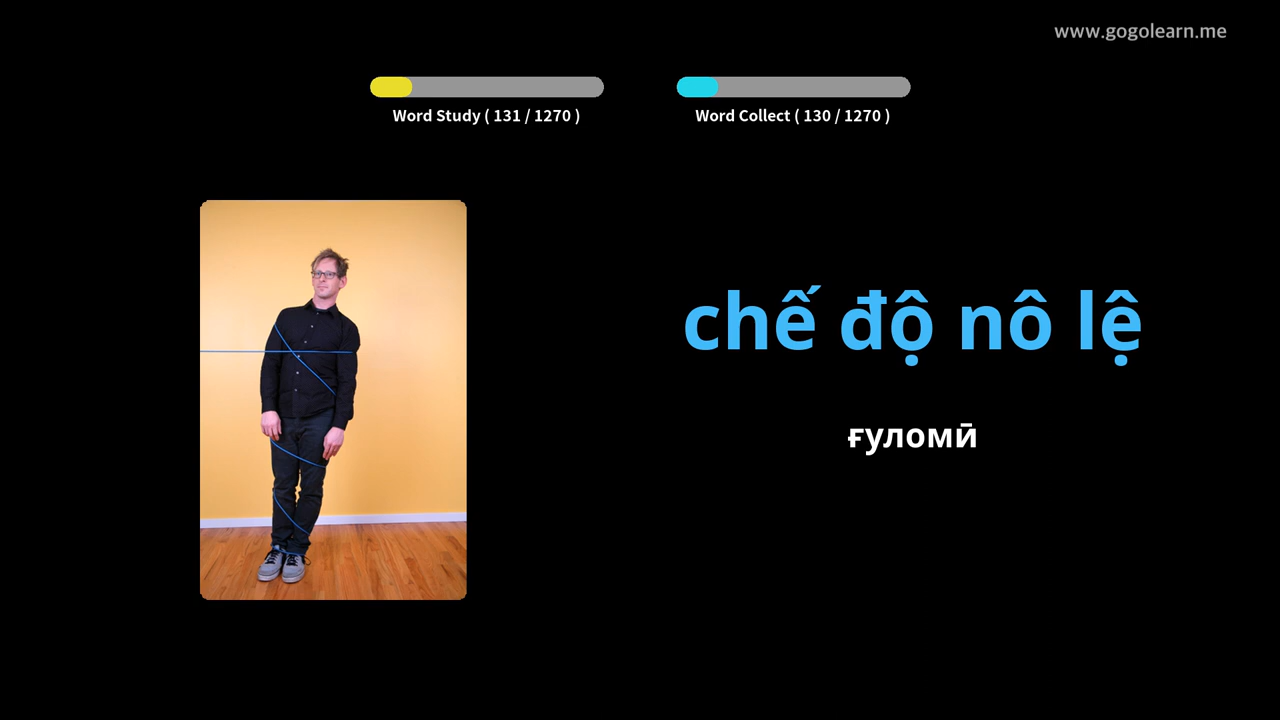 www.gogolearn.me
Word Study ( 131 / 1270 )
Word Collect ( 130 / 1270 )
chế độ nô lệ
ғуломӣ